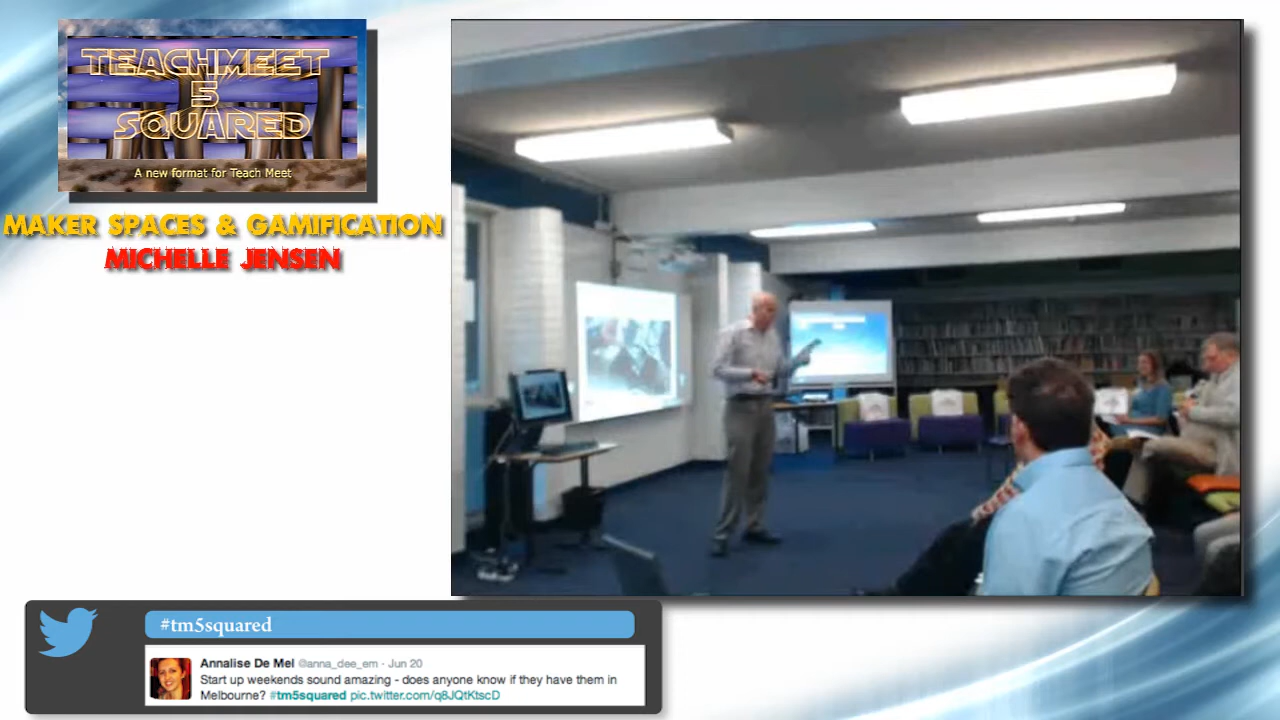 TEACHMEET
5
SQUARED
A new format for Teach Meet
MAKER SPACES & GAMIFICATION
MICHELLE JENSEN
#tm5squared
Annalise De Mel @anna_dee_em · Jun 20
Start up weekends sound amazing - does anyone know if they have them in
Melbourne? #tm5squared pic.twitter.com/q8JQtKtscD